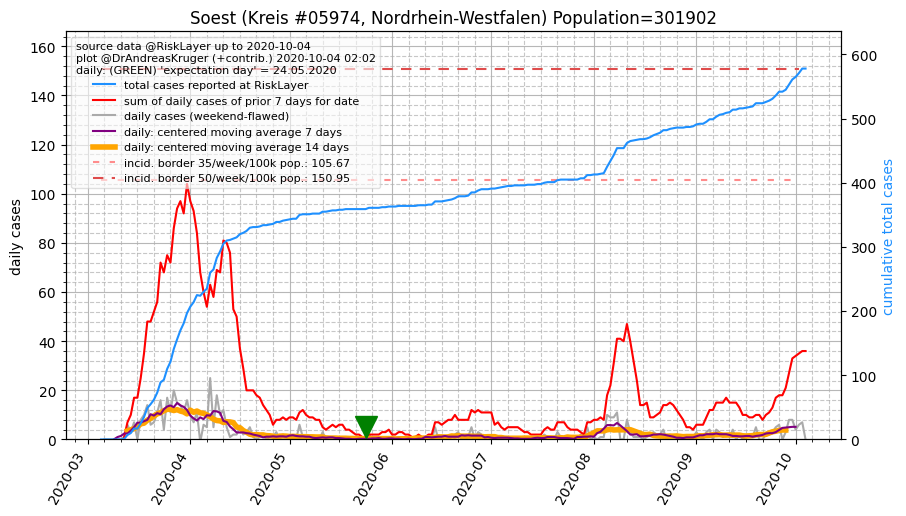 Soest (Kreis #05974, Nordrhein-Westfalen) Population=301902
source data @RiskLayer up to 2020-10-04
plot @DrAndreasKruger (+contrib.) 2020-10-04 02:02
daily: (GREEN) 'expectation day' = 24.05.2020
total cases reported at RiskLayer
sum of daily cases of prior 7 days for date
daily cases (weekend-flawed)
daily: centered moving average 7 days
daily: centered moving average 14 days
incid. border 35/week/100k pop.: 105.67
incid. border 50/week/100k pop.: 150.95
daily cases
160
140
120
100
80
60
40
20
0
cumulative total cases
600
500
400
300
200
100
0
2020-03
2020-04
2020-05
2020-06
2020-07
2020-08
2020-09
2020-10